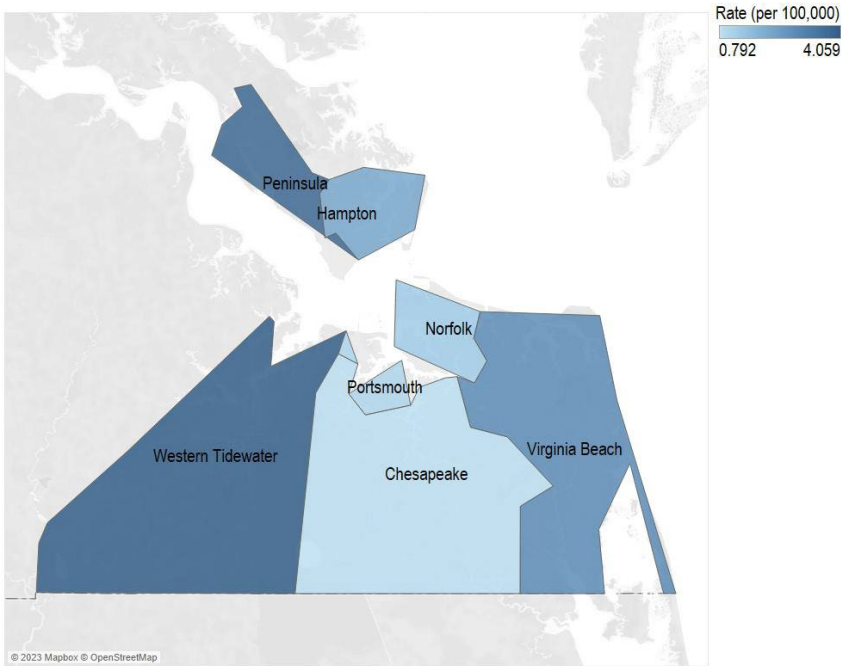 Rate (per 100,000)
0.792 4.059
Peninsula
Hampton
Norfolk
Portsmouth
Western Tidewater
Virginia Beach
Chesapeake
© 2023 Mapbox © OpenStreetMap